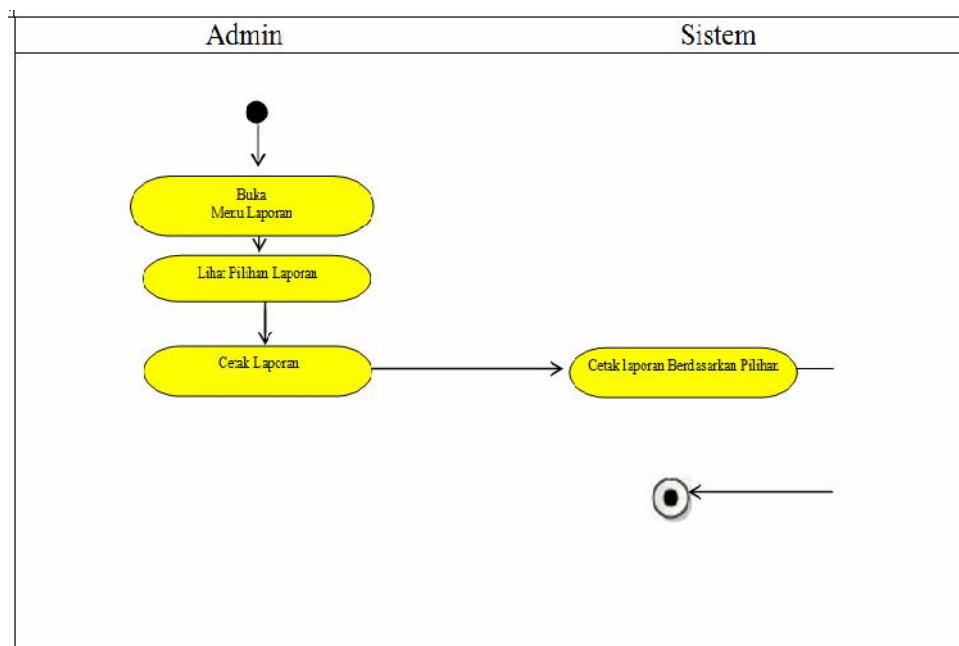 Admin
Sistem
Buka
Menu Laporan
Lihat Pilihan Laporan
Cetak Laporan
Cetak laporan Berdasarkan Pilihan